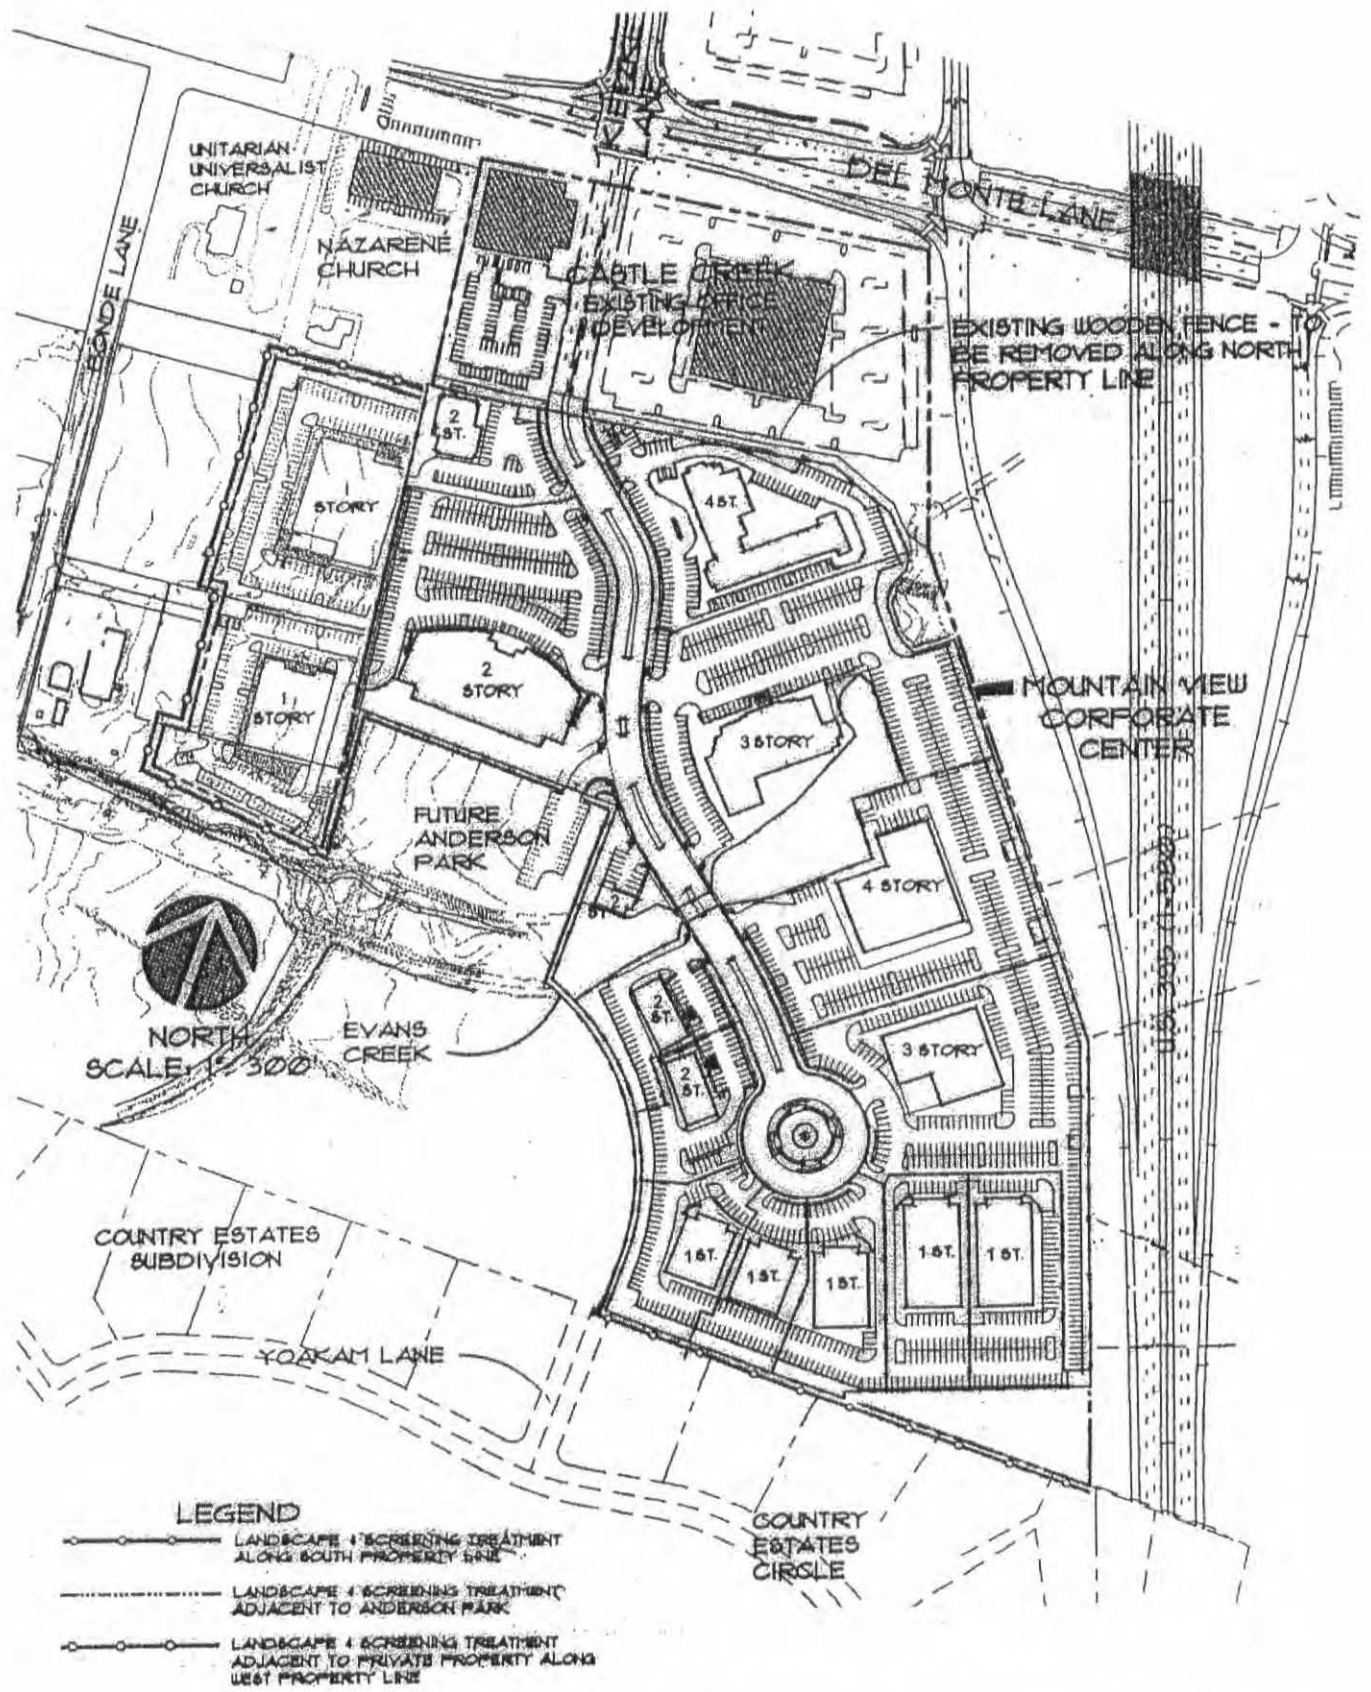 KIETZKE
LANE
DEL MONTE LANE
UNITARIAN
UNIVERSALIST
CHURCH
NAZARENE
CHURCH
BONDE LANE
CASTLE CREEK
EXISTING OFFICE
DEVELOPMENT
EXISTING WOODEN FENCE - TO
BE REMOVED ALONG NORTH
PROPERTY LINE
2
ST.
1
STORY
4 ST.
2
STORY
1
STORY
3 STORY
MOUNTAIN VIEW
CORPORATE
CENTER
FUTURE
ANDERSON
PARK
4 STORY
2
ST
NORTH
SCALE: 1"= 300'
EVANS
CREEK
2
ST.
2
ST.
3 STORY
COUNTRY ESTATES
SUBDIVISION
1 ST.
1 ST.
1 ST.
1 ST.
1 ST.
YOAKAM LANE
COUNTRY
ESTATES
CIRCLE
LEGEND
LANDSCAPE & SCREENING TREATMENT
ALONG SOUTH PROPERTY LINE
LANDSCAPE & SCREENING TREATMENT
ADJACENT TO ANDERSON PARK
LANDSCAPE & SCREENING TREATMENT
ADJACENT TO PRIVATE PROPERTY ALONG
WEST PROPERTY LINE